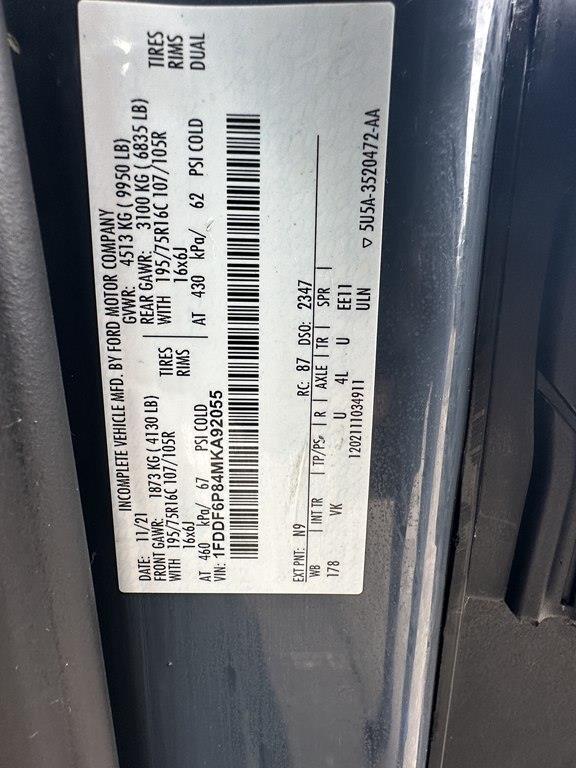 INCOMPLETE VEHICLE MFD. BY FORD MOTOR COMPANY
DATE: 11/21 GVWR: 4513 KG ( 9950 LB)
FRONT GAWR: 1873 KG ( 4130 LB) REAR GAWR: 3100 KG ( 6835 LB)
WITH 195/75R16C 107/105R TIRES WITH 195/75R16C 107/105R TIRES
16x6J RIMS 16x6J RIMS
AT 460 kPa/ 67 PSI COLD AT 430 kPa/ 62 PSI COLD DUAL
VIN: 1FDDF6P84MKA92055
EXT PNT: N9 RC: 87 DSO: 2347
WB INT TR TP/PS R AXLE TR SPR
178 VK U 4L U EE11
1202111034911 ULN
▽ 5U5A-3520472-AA